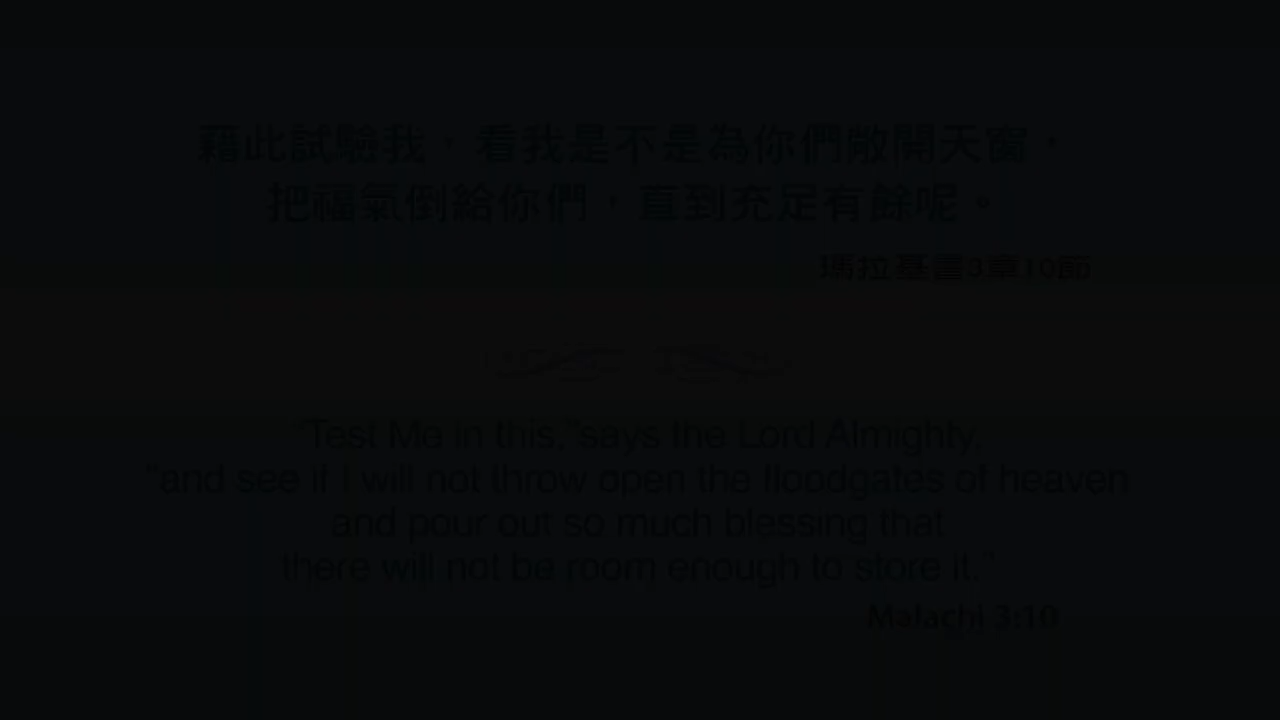 藉此試驗我，看我是不是為你們敞開天窗，
把福氣倒給你們，直到充足有餘呢。
瑪拉基書3章10節
"Test Me in this,"says the Lord Almighty,
"and see if I will not throw open the floodgates of heaven
and pour out so much blessing that
there will not be room enough to store it."
Malachi 3:10